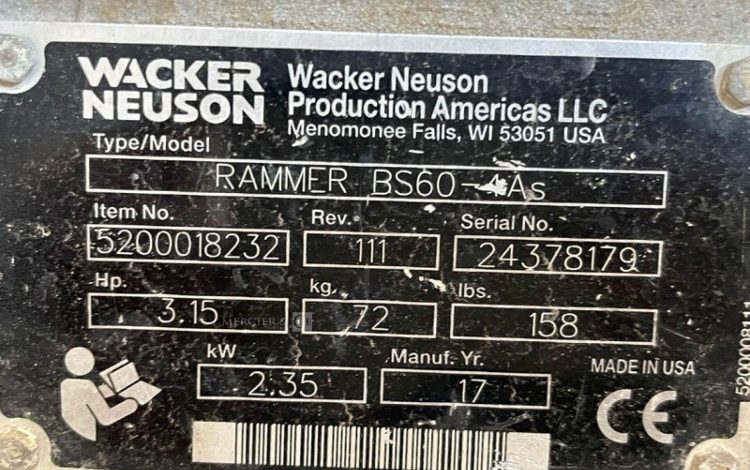 WACKER
NEUSON
Wacker Neuson
Production Americas LLC
Menomonee Falls, WI 53051 USA
Type/Model
RAMMER BS60-4As
Item No. Rev. Serial No.
5200018232 111 24378179
Hp. kg. lbs.
3.15 72 158
MERCIER &
kW Manuf. Yr. MADE IN USA
2.35 17 CE